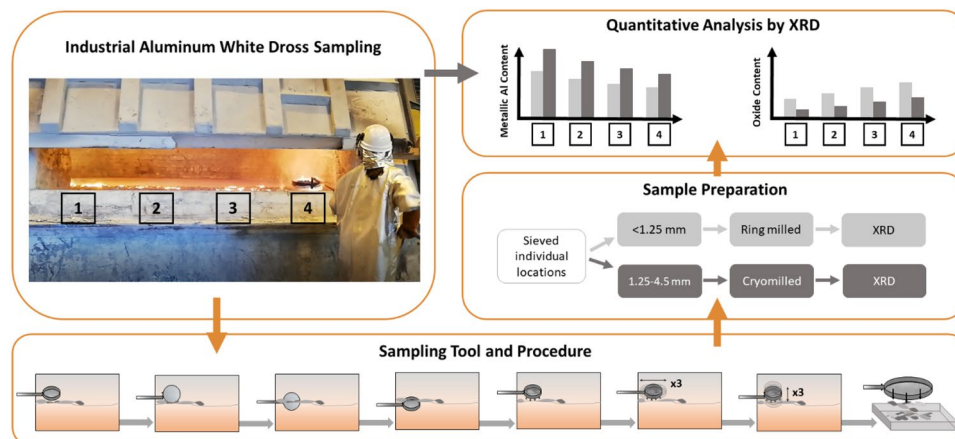 Industrial Aluminum White Dross Sampling
1
2
3
4
Quantitative Analysis by XRD
Metallic Al Content
1
2
3
4
Oxide Content
1
2
3
4
Sample Preparation
Sieved
individual
locations
<1.25 mm
Ring milled
XRD
1.25-4.5 mm
Cryomilled
XRD
Sampling Tool and Procedure
x3
x3